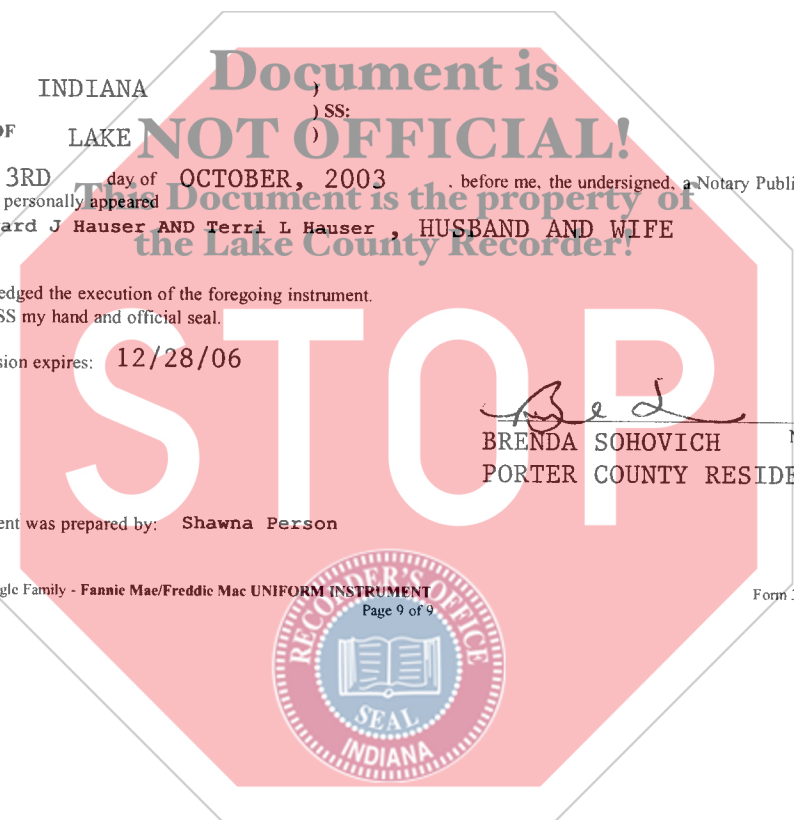 Document is
INDIANA )
) SS:
OF LAKE )
NOT OFFICIAL!
3RD day of OCTOBER, 2003 , before me, the undersigned, a Notary Publi
personally appeared
This Document is the property of
ard J Hauser AND Terri L Hauser , HUSBAND AND WIFE
the Lake County Recorder!
edged the execution of the foregoing instrument.
SS my hand and official seal.
sion expires: 12/28/06
STOP
BRENDA SOHOVICH N
PORTER COUNTY RESIDE
ent was prepared by: Shawna Person
gle Family - Fannie Mae/Freddie Mac UNIFORM INSTRUMENT
Page 9 of 9
Form 3
RECORDER'S OFFICE
SEAL
INDIANA